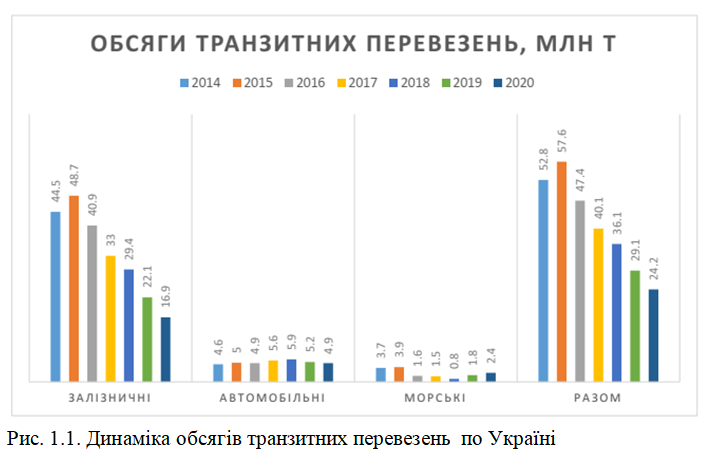 ОБСЯГИ ТРАНЗИТНИХ ПЕРЕВЕЗЕНЬ, МЛН Т
2014 2015 2016 2017 2018 2019 2020
44.5 48.7 40.9 33 29.4 22.1 16.9
4.6 5 4.9 5.6 5.9 5.2 4.9
3.7 3.9 1.6 1.5 0.8 1.8 2.4
52.8 57.6 47.4 40.1 36.1 29.1 24.2
ЗАЛІЗНИЧНІ АВТОМОБІЛЬНІ МОРСЬКІ РАЗОМ
Рис. 1.1. Динаміка обсягів транзитних перевезень по Україні